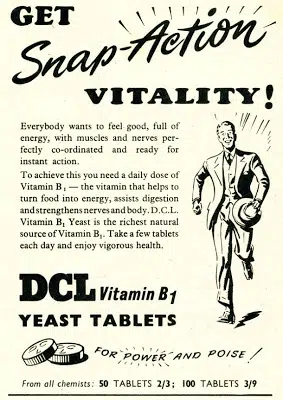 GET
Snap-Action
VITALITY!
Everybody wants to feel good, full of
energy, with muscles and nerves per-
fectly co-ordinated and ready for
instant action.
To achieve this you need a daily dose of
Vitamin B₁ — the vitamin that helps to
turn food into energy, assists digestion
and strengthens nerves and body. D.C.L.
Vitamin B₁ Yeast is the richest natural
source of Vitamin B₁. Take a few tablets
each day and enjoy vigorous health.
DCL Vitamin B1
YEAST TABLETS
FOR POWER AND POISE!
From all chemists: 50 TABLETS 2/3; 100 TABLETS 3/9